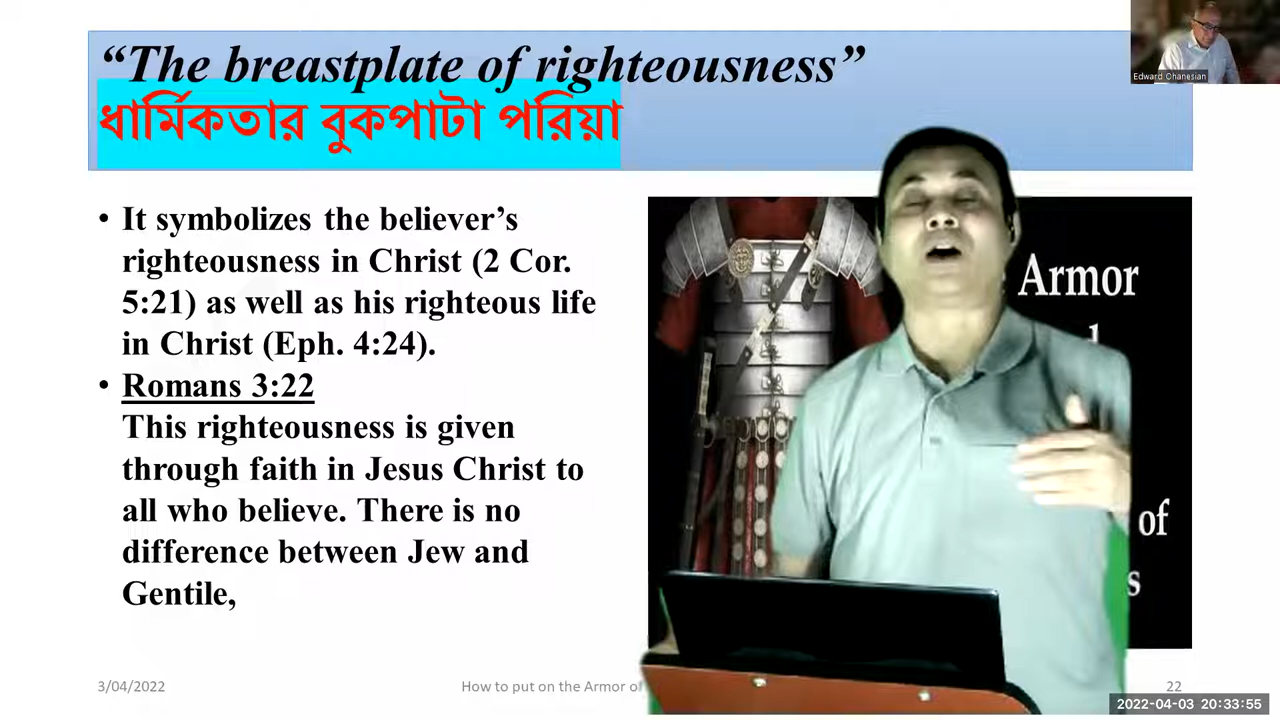 “The breastplate of righteousness”
ধার্মিকতার বুকপাটা পরিয়া
Edward Ohanesian
• It symbolizes the believer’s
righteousness in Christ (2 Cor.
5:21) as well as his righteous life
in Christ (Eph. 4:24).
• Romans 3:22
This righteousness is given
through faith in Jesus Christ to
all who believe. There is no
difference between Jew and
Gentile,
Armor
of
3/04/2022
How to put on the Armor of
22
2022-04-03 20:33:55